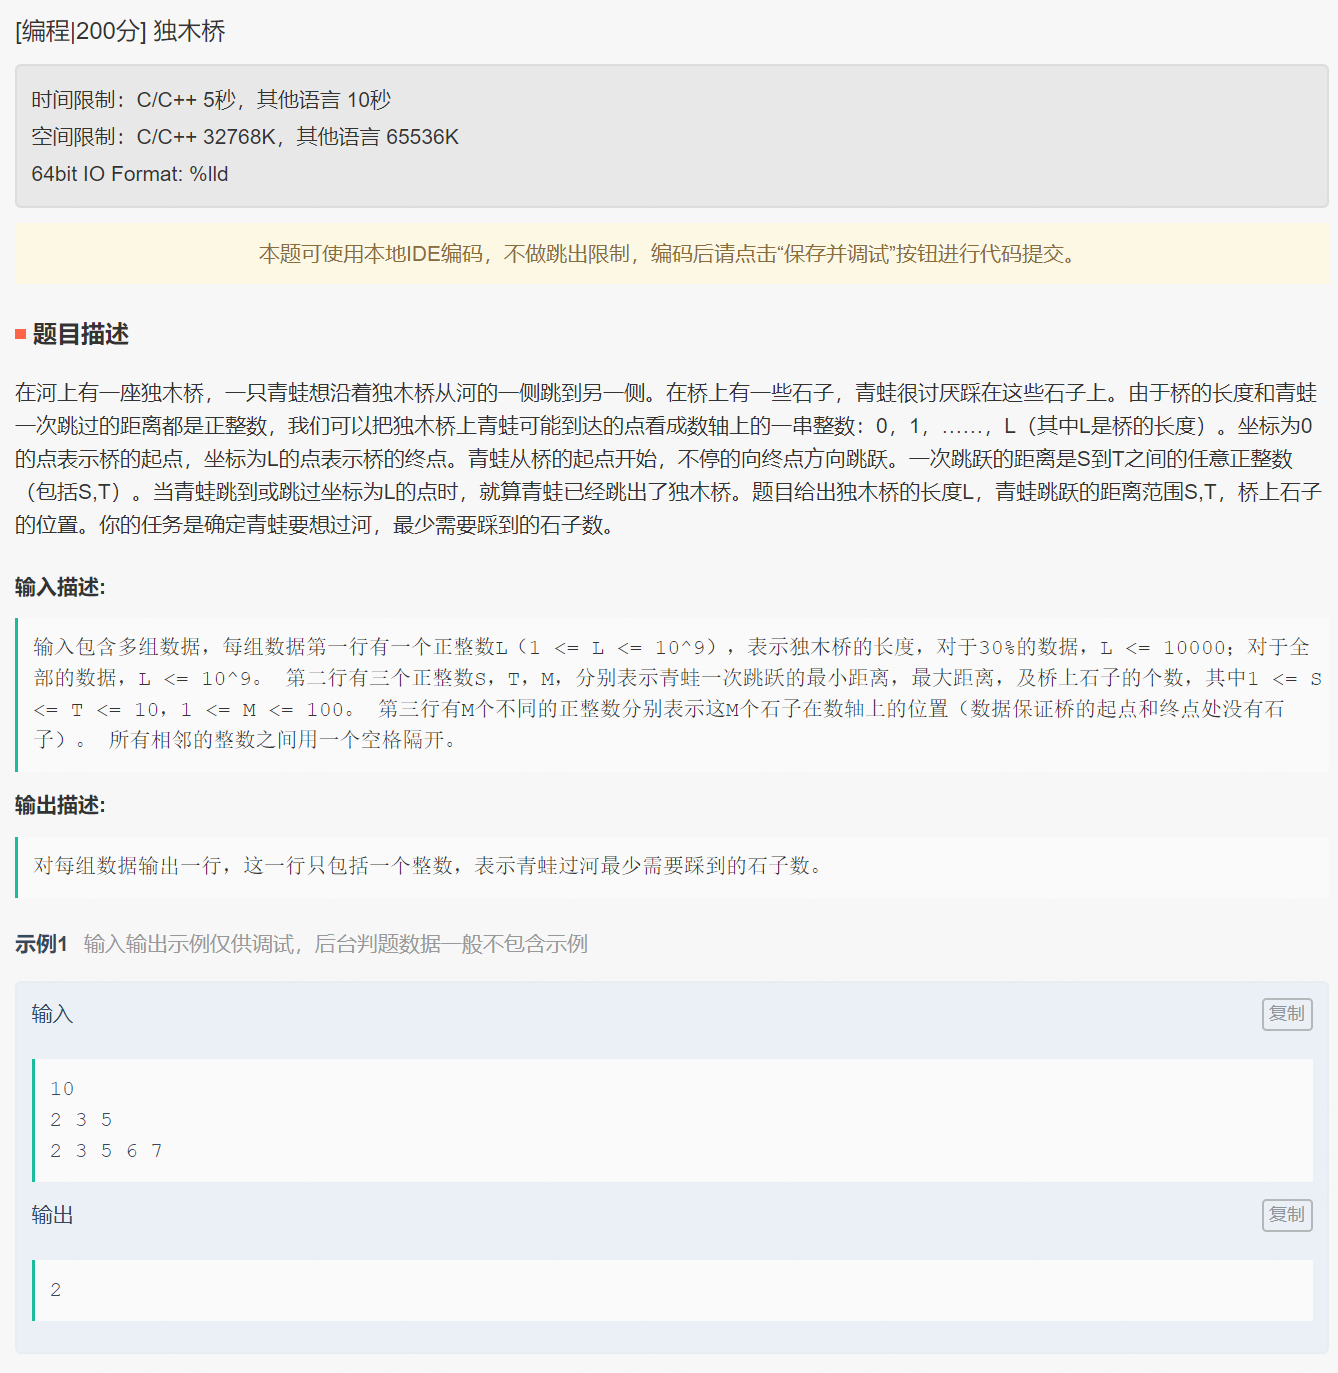 [编程|200分] 独木桥
时间限制：C/C++ 5秒，其他语言 10秒
空间限制：C/C++ 32768K，其他语言 65536K
64bit IO Format: %lld
本题可使用本地IDE编码，不做跳出限制，编码后请点击“保存并调试”按钮进行代码提交。
题目描述
在河上有一座独木桥，一只青蛙想沿着独木桥从河的一侧跳到另一侧。在桥上有一些石子，青蛙很讨厌踩在这些石子上。由于桥的长度和青蛙
一次跳过的距离都是正整数，我们可以把独木桥上青蛙可能到达的点看成数轴上的一串整数：0，1，……，L（其中L是桥的长度）。坐标为0
的点表示桥的起点，坐标为L的点表示桥的终点。青蛙从桥的起点开始，不停的向终点方向跳跃。一次跳跃的距离是S到T之间的任意正整数
（包括S,T）。当青蛙跳到或跳过坐标为L的点时，就算青蛙已经跳出了独木桥。题目给出独木桥的长度L，青蛙跳跃的距离范围S,T，桥上石子
的位置。你的任务是确定青蛙要想过河，最少需要踩到的石子数。
输入描述:
输入包含多组数据，每组数据第一行有一个正整数L（1 <= L <= 10^9），表示独木桥的长度，对于30%的数据，L <= 10000；对于全
部的数据，L <= 10^9。 第二行有三个正整数S，T，M，分别表示青蛙一次跳跃的最小距离，最大距离，及桥上石子的个数，其中1 <= S
<= T <= 10，1 <= M <= 100。 第三行有M个不同的正整数分别表示这M个石子在数轴上的位置（数据保证桥的起点和终点处没有石
子）。 所有相邻的整数之间用一个空格隔开。
输出描述:
对每组数据输出一行，这一行只包括一个整数，表示青蛙过河最少需要踩到的石子数。
示例1 输入输出示例仅供调试，后台判题数据一般不包含示例
输入 复制
10
2 3 5
2 3 5 6 7
输出 复制
2